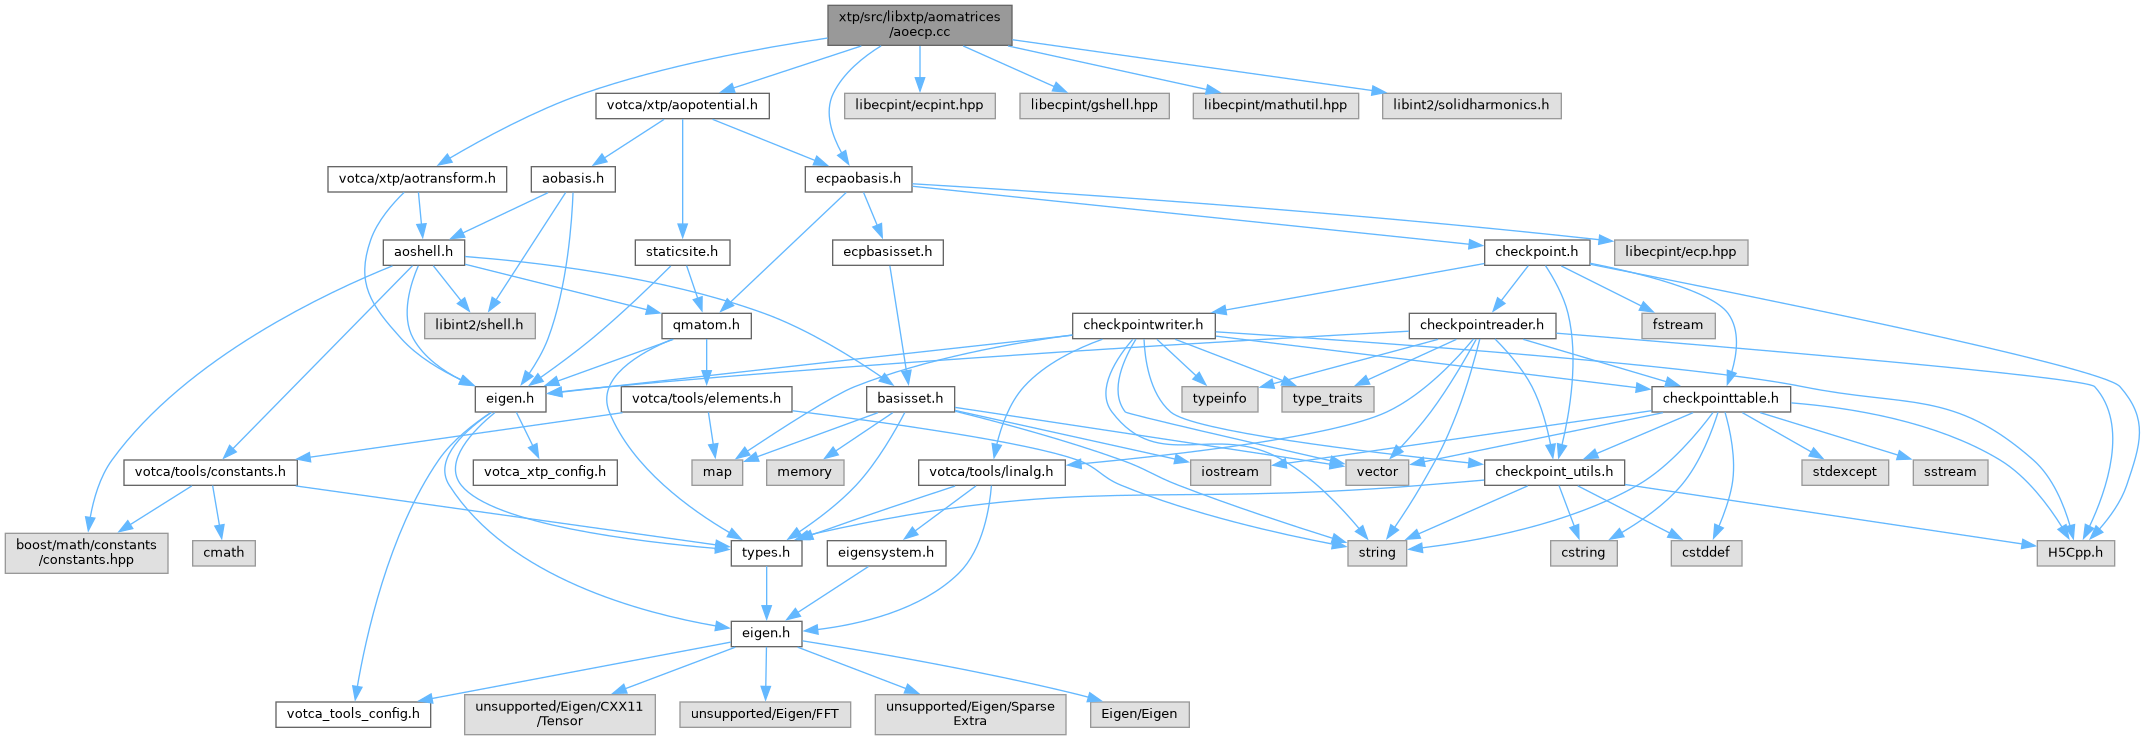 xtp/src/libxtp/aomatrices
/aoecp.cc
votca/xtp/aopotential.h
libecpint/ecpint.hpp
libecpint/gshell.hpp
libecpint/mathutil.hpp
libint2/solidharmonics.h
votca/xtp/aotransform.h
aobasis.h
ecpaobasis.h
aoshell.h
staticsite.h
ecpbasisset.h
checkpoint.h
libecpint/ecp.hpp
libint2/shell.h
qmatom.h
checkpointwriter.h
checkpointreader.h
fstream
eigen.h
votca/tools/elements.h
basisset.h
typeinfo
type_traits
checkpointtable.h
votca/tools/constants.h
votca_xtp_config.h
map
memory
votca/tools/linalg.h
iostream
vector
checkpoint_utils.h
stdexcept
sstream
boost/math/constants
/constants.hpp
cmath
types.h
eigensystem.h
string
cstring
cstddef
H5Cpp.h
eigen.h
votca_tools_config.h
unsupported/Eigen/CXX11
/Tensor
unsupported/Eigen/FFT
unsupported/Eigen/Sparse
Extra
Eigen/Eigen